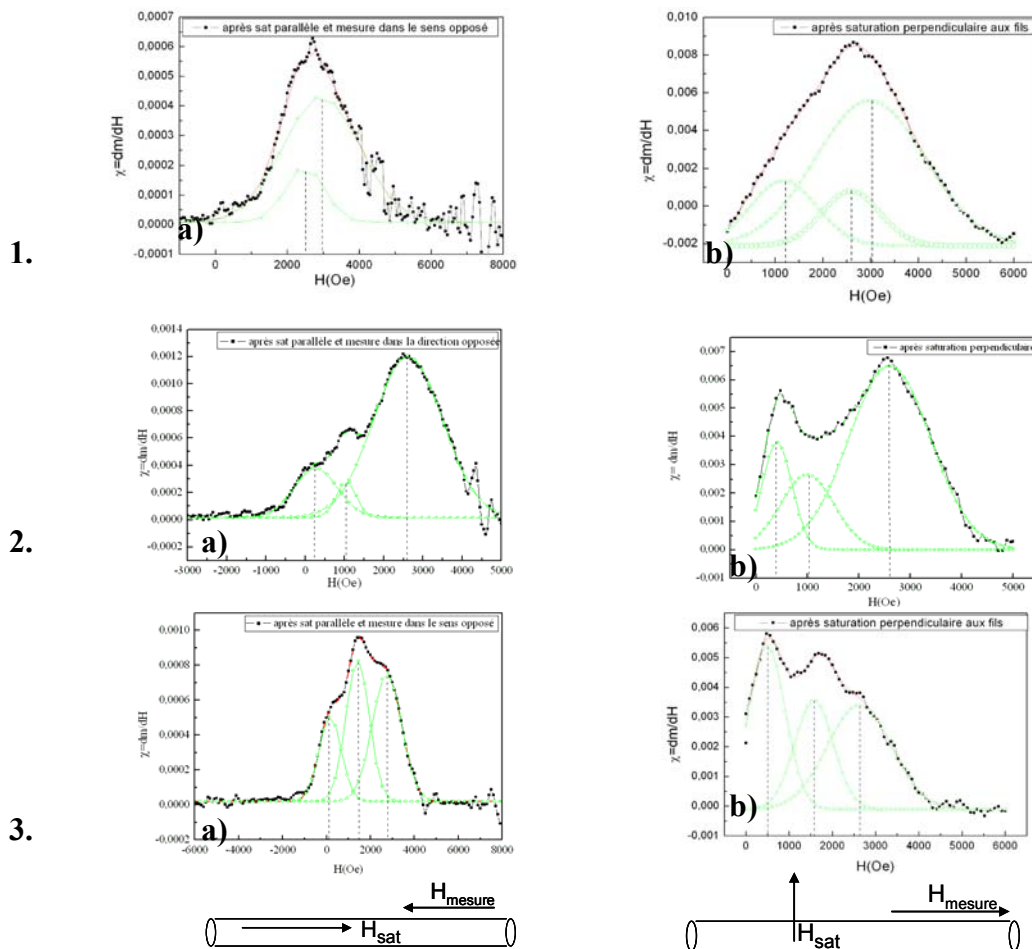 après sat parallèle et mesure dans le sens opposé
0,0007
0,0006
0,0005
0,0004
0,0003
0,0002
0,0001
0,0000
-0,0001
χ=dm/dH
a)
0 2000 4000 6000 8000
H(Oe)
1.
après saturation perpendiculaire aux fils
0,010
0,008
0,006
0,004
0,002
0,000
-0,002
χ=dm/dH
b)
0 1000 2000 3000 4000 5000 6000
H(Oe)
après sat parallèle et mesure dans la direction opposée
0,0014
0,0012
0,0010
0,0008
0,0006
0,0004
0,0002
0,0000
-0,0002
χ=dm/dH
a)
-3000 -2000 -1000 0 1000 2000 3000 4000 5000
H(Oe)
2.
après saturation perpendiculaire
0,007
0,006
0,005
0,004
0,003
0,002
0,001
0,000
-0,001
χ= dm/dH
b)
0 1000 2000 3000 4000 5000
H(Oe)
après sat parallèle et mesure dans le sens opposé
0,0010
0,0008
0,0006
0,0004
0,0002
0,0000
-0,0002
χ=dm/dH
a)
-6000 -4000 -2000 0 2000 4000 6000 8000
H(Oe)
3.
après saturation perpendiculaire aux fils
0,006
0,005
0,004
0,003
0,002
0,001
0,000
-0,001
χ=dm/dH
b)
0 1000 2000 3000 4000 5000 6000
H(Oe)
Hmesure
Hsat
Hmesure
Hsat